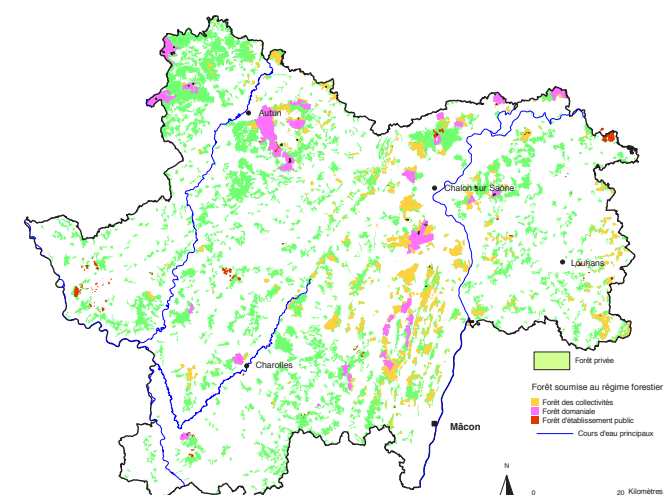 Autun
Chalon sur Saône
Louhans
Charolles
Mâcon
Forêt privée
Forêt soumise au régime forestier
Forêt des collectivités
Forêt domaniale
Forêt d'établissement public
Cours d'eau principaux
N
0 20 Kilomètres